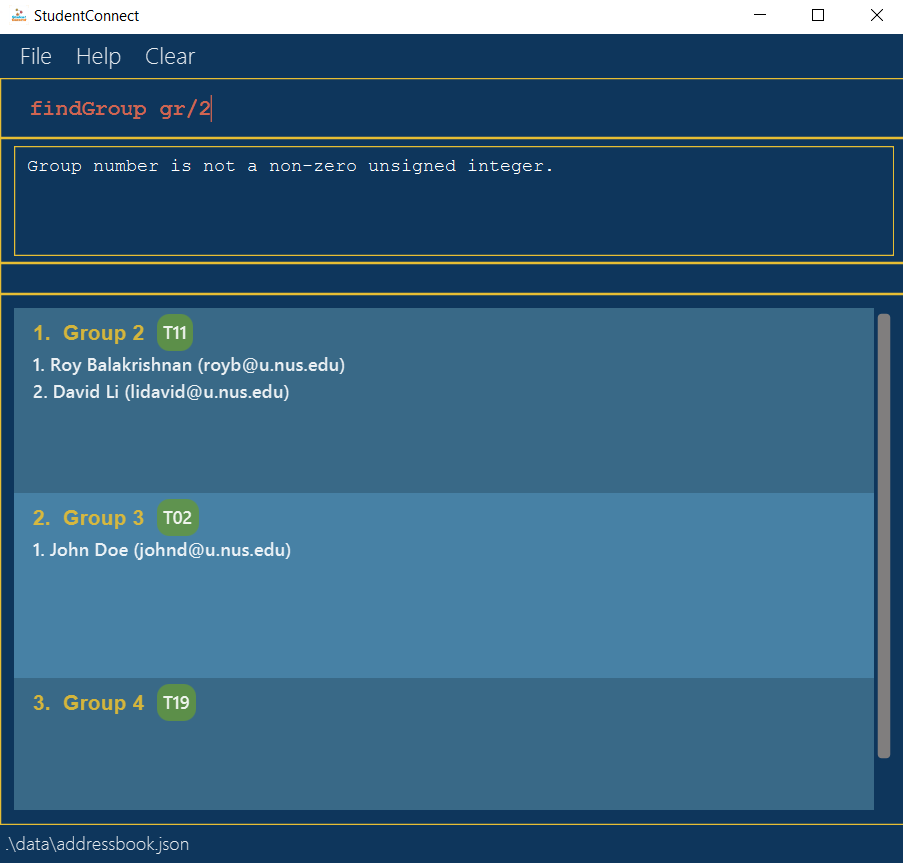 StudentConnect
File Help Clear
findGroup gr/2
Group number is not a non-zero unsigned integer.
1. Group 2 T11
1. Roy Balakrishnan (royb@u.nus.edu)
2. David Li (lidavid@u.nus.edu)
2. Group 3 T02
1. John Doe (johnd@u.nus.edu)
3. Group 4 T19
.\data\addressbook.json